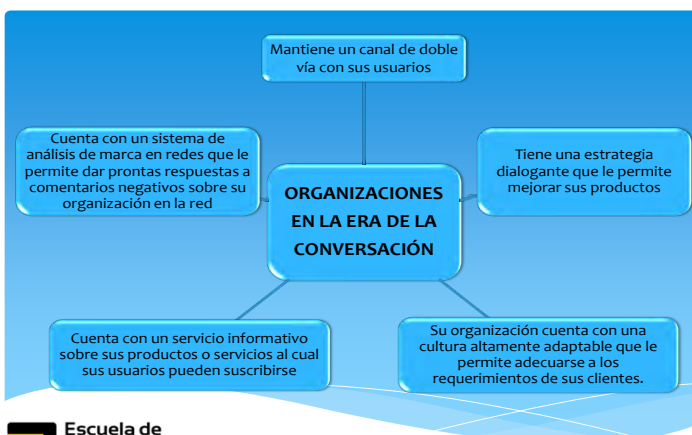 Mantiene un canal de doble
vía con sus usuarios
Cuenta con un sistema de
análisis de marca en redes que le
permite dar prontas respuestas a
comentarios negativos sobre su
organización en la red
Tiene una estrategia
dialogante que le permite
mejorar sus productos
ORGANIZACIONES
EN LA ERA DE LA
CONVERSACIÓN
Cuenta con un servicio informativo
sobre sus productos o servicios al cual
sus usuarios pueden suscribirse
Su organización cuenta con una
cultura altamente adaptable que le
permite adecuarse a los
requerimientos de sus clientes.
Escuela de